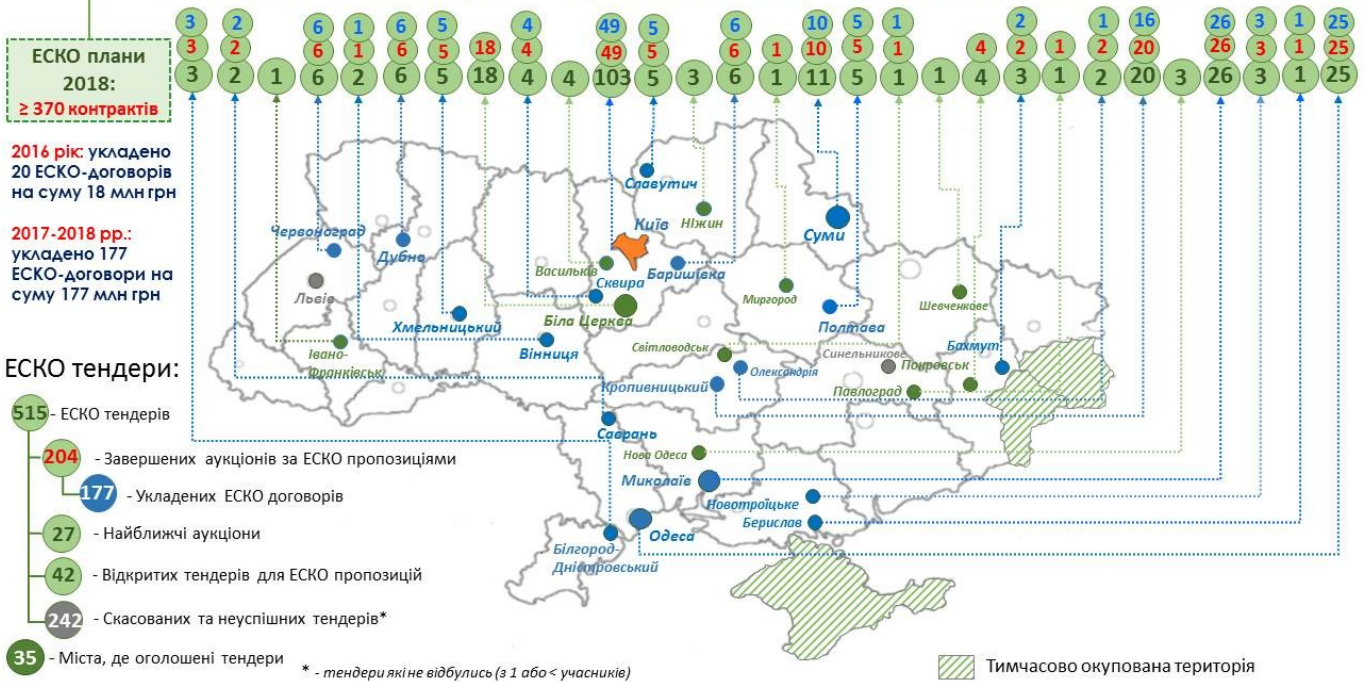 3 2 6 1 6 5 4 49 5 6 10 5 1 2 1 16 26 3 1 25
3 2 6 1 6 5 18 4 49 5 6 1 10 5 1 4 2 1 2 20 26 3 1 25
3 2 1 6 2 6 5 18 4 4 103 5 3 6 1 11 5 1 1 4 3 1 2 20 3 26 3 1 25
ЕСКО плани
2018:
≥ 370 контрактів
2016 рік: укладено
20 ЕСКО-договорів
на суму 18 млн грн
2017-2018 рр.:
укладено 177
ЕСКО-договори на
суму 177 млн грн
Славутич
Ніжин
Київ
Суми
Червоноград
Дубно
Васильків
Сквира
Баришівка
Львів
Миргород
Шевченкове
Хмельницький
Біла Церква
Полтава
Вінниця
Світловодськ
Бахмут
Івано-
Франківськ
Синельникове
Покровськ
Олександрія
Кропивницький
Павлоград
Саврань
Нова Одеса
Миколаїв
Новотроїцьке
Берислав
Одеса
Білгород-
Дністровський
ЕСКО тендери:
515 - ЕСКО тендерів
204 - Завершених аукціонів за ЕСКО пропозиціями
177 - Укладених ЕСКО договорів
27 - Найближчі аукціони
42 - Відкритих тендерів для ЕСКО пропозицій
242 - Скасованих та неуспішних тендерів*
35 - Міста, де оголошені тендери
* - тендери які не відбулись (з 1 або < учасників)
Тимчасово окупована територія